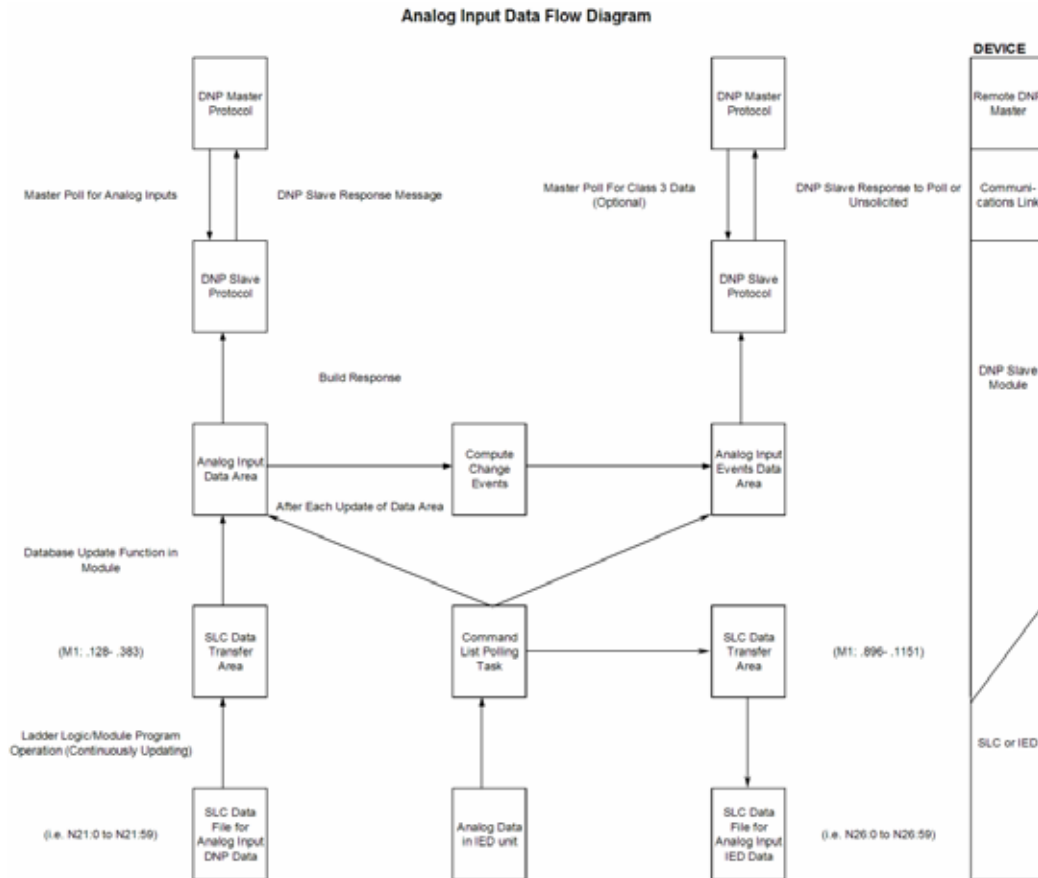 Analog Input Data Flow Diagram
DEVICE
DNP Master
Protocol
DNP Master
Protocol
Remote DNP
Master
Master Poll for Analog Inputs
DNP Slave Response Message
Master Poll For Class 3 Data
(Optional)
DNP Slave Response to Poll or
Unsolicited
Communi-
cations Link
DNP Slave
Protocol
DNP Slave
Protocol
Build Response
DNP Slave
Module
Analog Input
Data Area
Compute
Change
Events
Analog Input
Events Data
Area
After Each Update of Data Area
Database Update Function in
Module
(M1: .128- .383)
SLC Data
Transfer
Area
Command
List Polling
Task
SLC Data
Transfer
Area
(M1: .896- .1151)
Ladder Logic/Module Program
Operation (Continuously Updating)
SLC or IED
(i.e. N21:0 to N21:59)
SLC Data
File for
Analog Input
DNP Data
Analog Data
in IED unit
SLC Data
File for
Analog Input
IED Data
(i.e. N26:0 to N26:59)